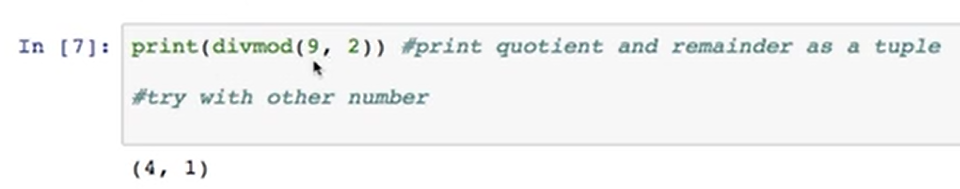 In [7]: print(divmod(9, 2)) #print quotient and remainder as a tuple
#try with other number
(4, 1)